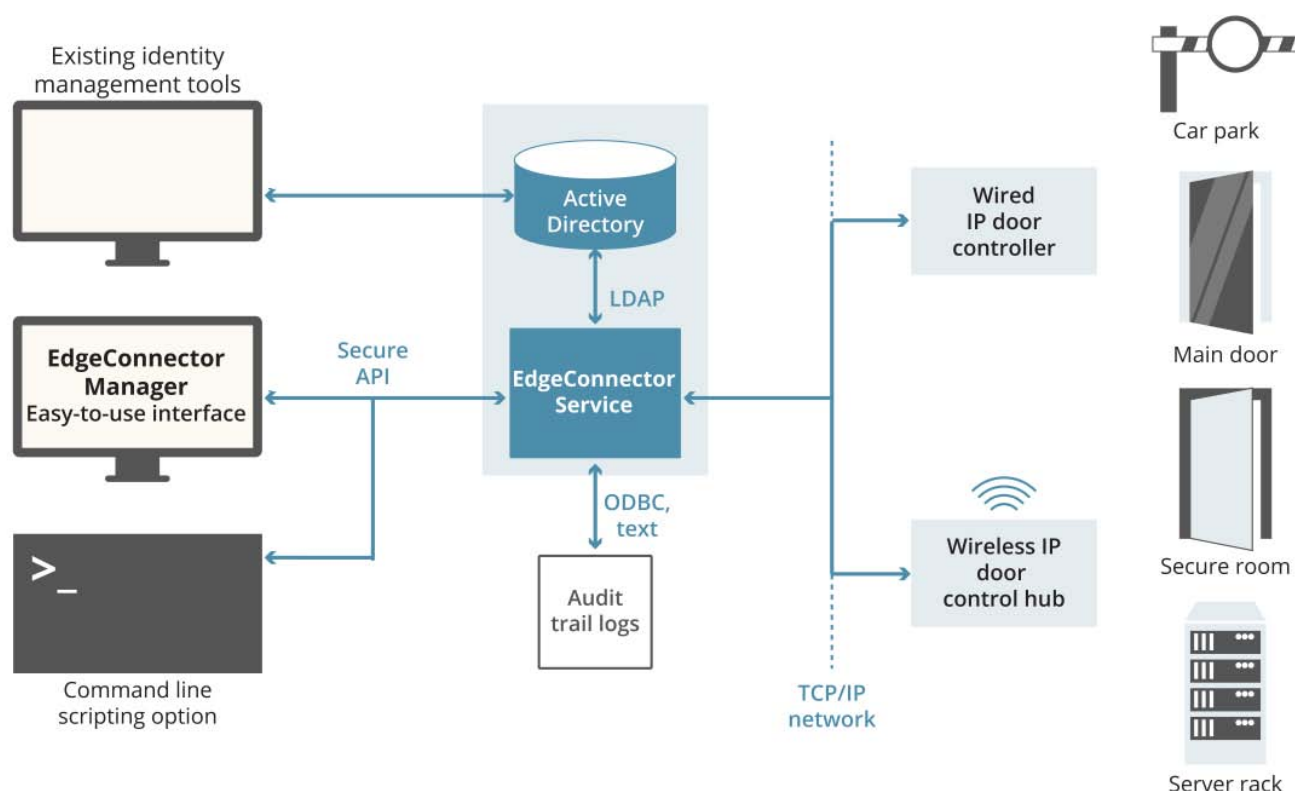 Existing identity
management tools
Active
Directory
LDAP
EdgeConnector
Manager
Easy-to-use interface
Secure
API
EdgeConnector
Service
ODBC,
text
Audit
trail logs
>_
Command line
scripting option
TCP/IP
network
Wired
IP door
controller
Wireless IP
door
control hub
Car park
Main door
Secure room
Server rack